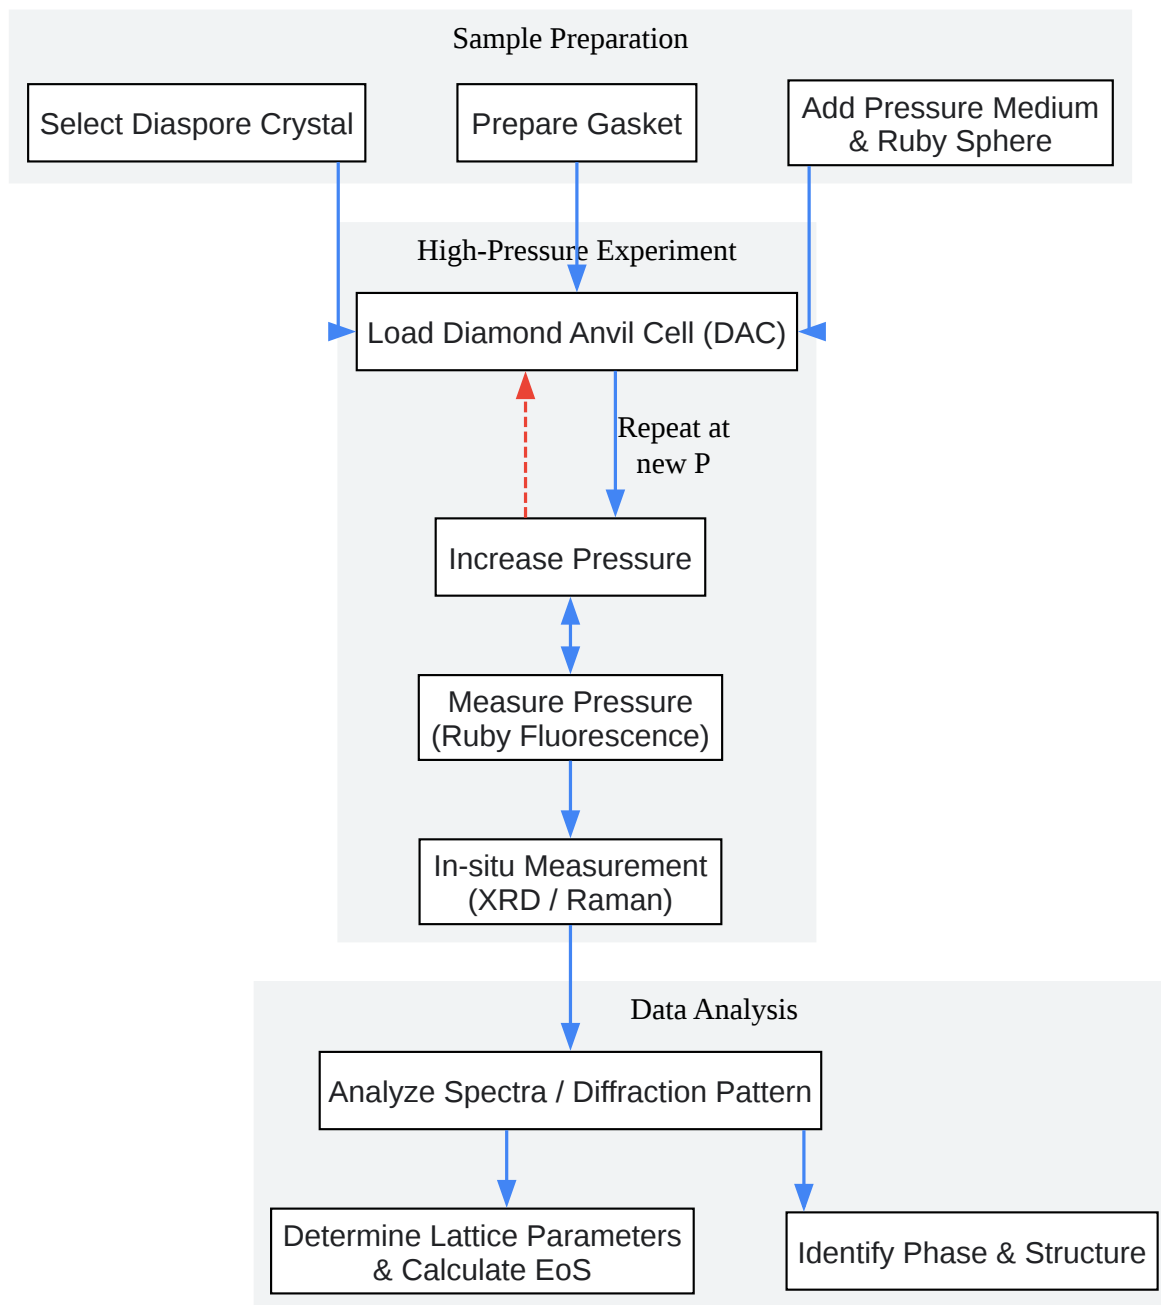 Sample Preparation
Select Diaspore Crystal
Prepare Gasket
Add Pressure Medium
& Ruby Sphere
High-Pressure Experiment
Load Diamond Anvil Cell (DAC)
Repeat at
new P
Increase Pressure
Measure Pressure
(Ruby Fluorescence)
In-situ Measurement
(XRD / Raman)
Data Analysis
Analyze Spectra / Diffraction Pattern
Determine Lattice Parameters
& Calculate EoS
Identify Phase & Structure